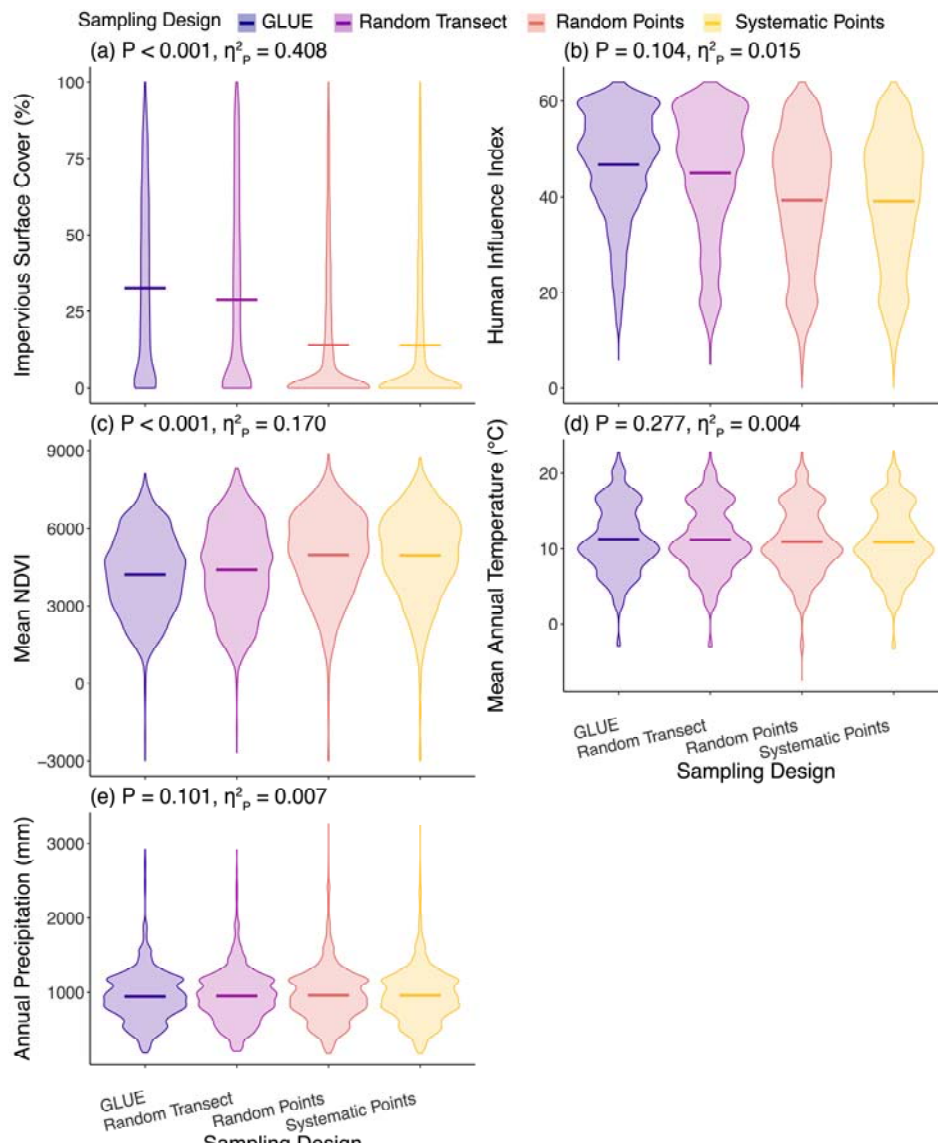 Sampling Design GLUE Random Transect Random Points Systematic Points
(a) P < 0.001, η²P = 0.408
Impervious Surface Cover (%)
100
75
50
25
0
(b) P = 0.104, η²P = 0.015
Human Influence Index
60
40
20
0
(c) P < 0.001, η²P = 0.170
Mean NDVI
9000
6000
3000
0
−3000
(d) P = 0.277, η²P = 0.004
Mean Annual Temperature (°C)
20
10
0
GLUE
Random Transect
Random Points
Systematic Points
Sampling Design
(e) P = 0.101, η²P = 0.007
Annual Precipitation (mm)
3000
2000
1000
GLUE
Random Transect
Random Points
Systematic Points
Sampling Design